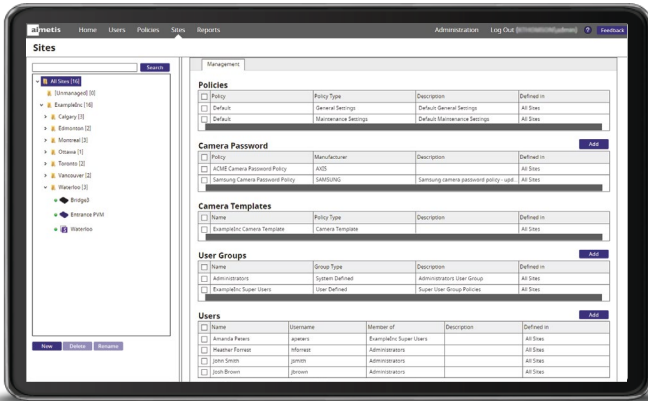 aimetis Home Users Policies Sites Reports Administration Log Out ? Feedback
Sites
Search
All Sites [16]
[Unmanaged] [0]
ExampleInc [16]
Calgary [3]
Edmonton [2]
Montreal [3]
Ottawa [1]
Toronto [2]
Vancouver [2]
Waterloo [3]
Bridge3
Entrance PVM
Waterloo
New Delete Rename
Management
Policies
Policy Policy Type Description Defined in
Default General Settings Default General Settings All Sites
Default Maintenance Settings Default Maintenance Settings All Sites
Camera Password Add
Policy Manufacturer Description Defined in
ACME Camera Password Policy AXIS All Sites
Samsung Camera Password Policy SAMSUNG Samsung camera password policy - upd... All Sites
Camera Templates
Name Policy Type Description Defined in
ExampleInc Camera Template Camera Template All Sites
User Groups Add
Name Group Type Description Defined in
Administrators System Defined Administrators User Group All Sites
ExampleInc Super Users User Defined Super User Group Policies All Sites
Users Add
Name Username Member of Description Defined in
Amanda Peters apeters ExampleInc Super Users All Sites
Heather Forrest hforrest Administrators All Sites
John Smith jsmith Administrators All Sites
Josh Brown jbrown Administrators All Sites